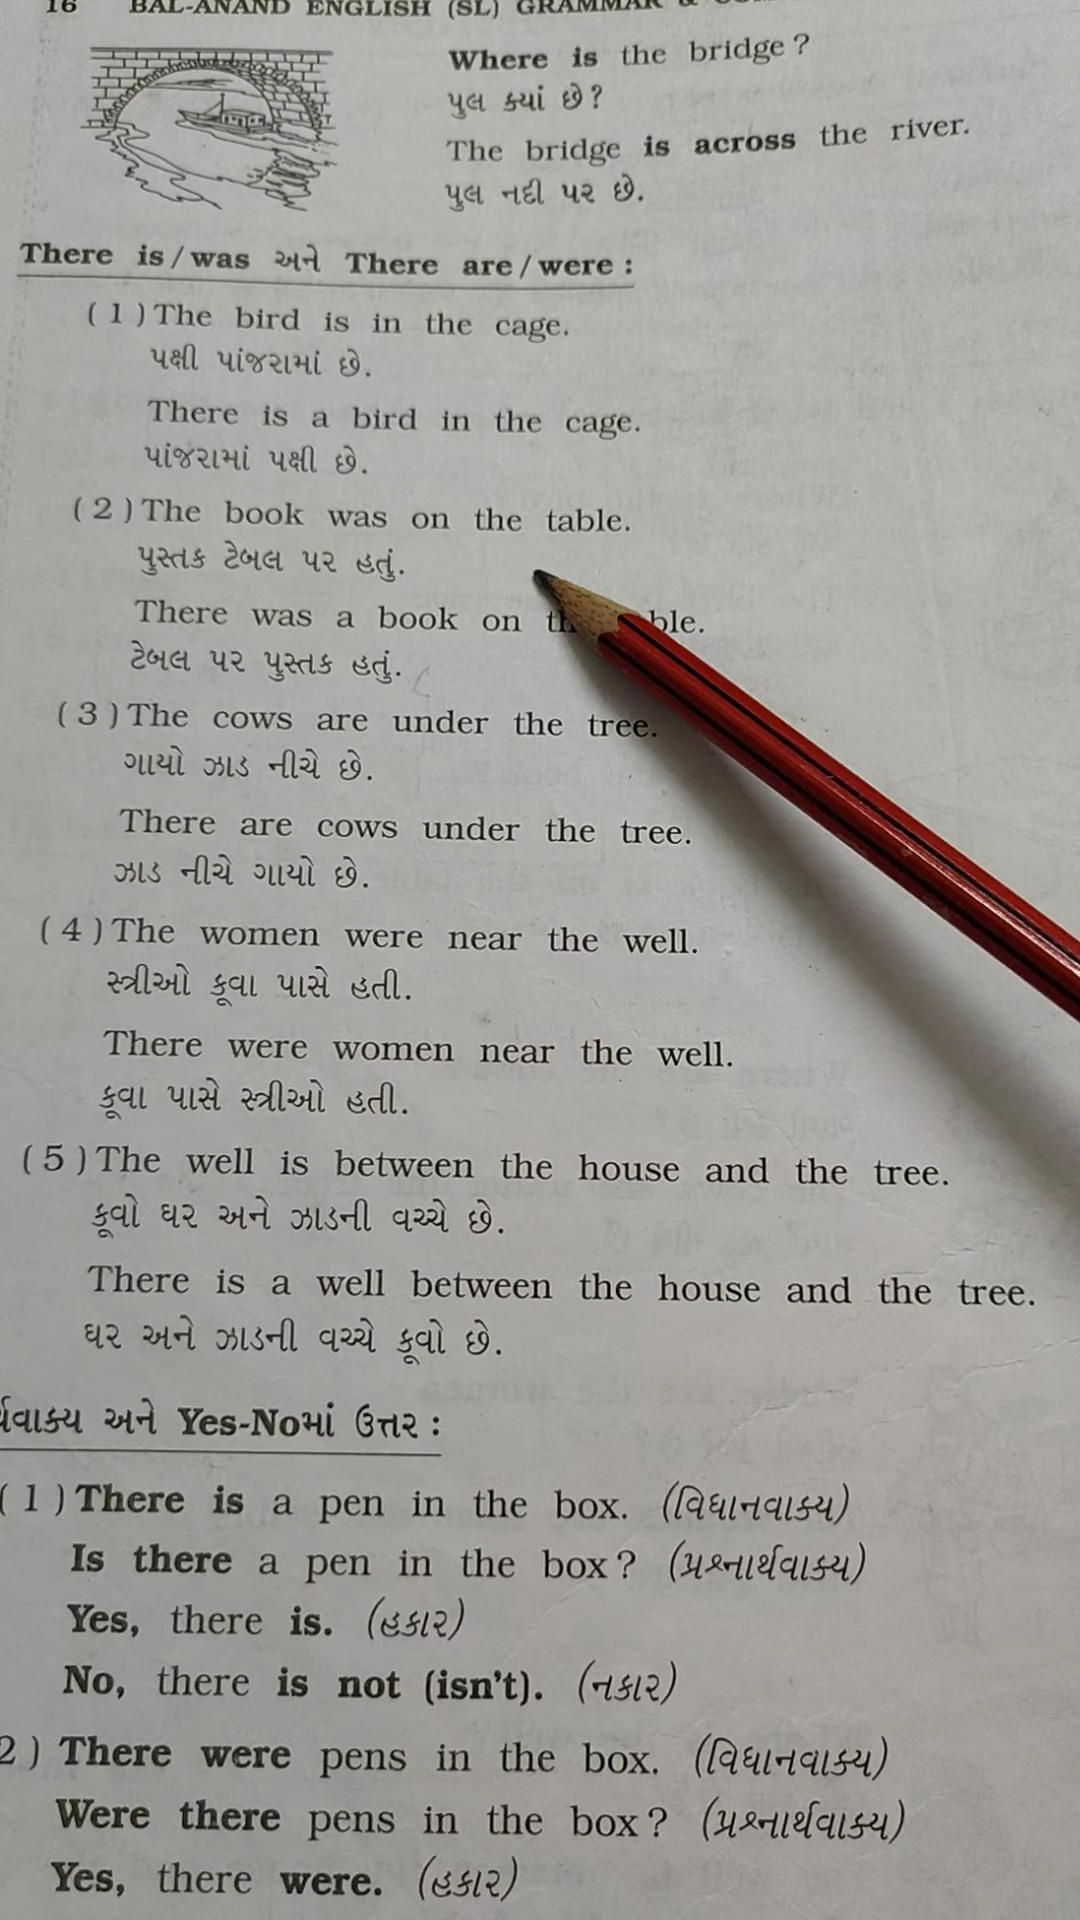 16 BAL-ANAND ENGLISH (SL) GRAMMAR &
Where is the bridge?
પુલ ક્યાં છે?
The bridge is across the river.
પુલ નદી પર છે.
There is/was અને There are/were :
(1) The bird is in the cage.
પક્ષી પાંજરામાં છે.
There is a bird in the cage.
પાંજરામાં પક્ષી છે.
(2) The book was on the table.
પુસ્તક ટેબલ પર હતું.
There was a book on
ટેબલ પર પુસ્તક હતું.
(3) The cows are under the tree.
ગાયો ઝાડ નીચે છે.
There are cows under the tree.
ઝાડ નીચે ગાયો છે.
(4) The women were near the well.
સ્ત્રીઓ કૂવા પાસે હતી.
There were women near the well.
કૂવા પાસે સ્ત્રીઓ હતી.
(5) The well is between the house and the tree.
કૂવો ઘર અને ઝાડની વચ્ચે છે.
There is a well between the house and the tree.
ઘર અને ઝાડની વચ્ચે કૂવો છે.
અને Yes-Noમાં ઉત્તર :
(1) There is a pen in the box. (વિધાનવાક્ય)
Is there a pen in the box? (પ્રશ્નાર્થવાક્ય)
Yes, there is. (હકાર)
No, there is not (isn't). (નકાર)
2) There were pens in the box. (વિધાનવાક્ય)
Were there pens in the box? (પ્રશ્નાર્થવાક્ય)
Yes, there were. (હકાર)